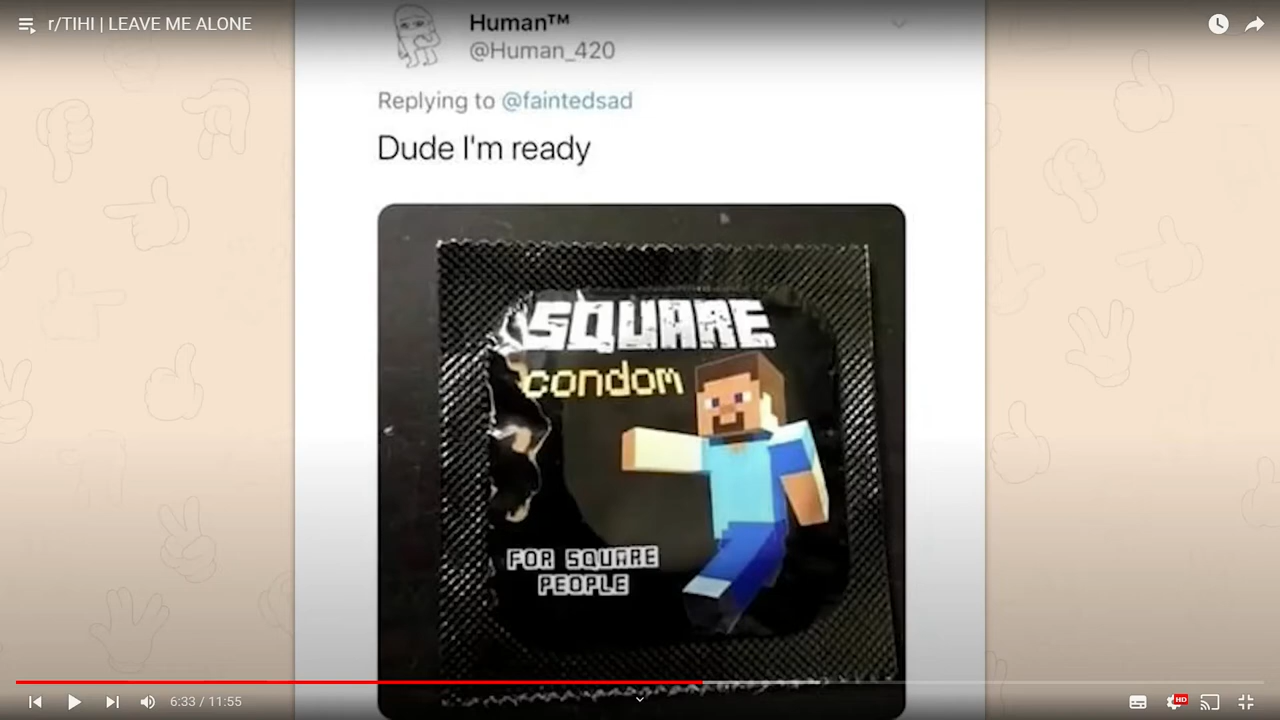 r/TIHI | LEAVE ME ALONE
Human™
@Human_420
Replying to @faintedsad
Dude I'm ready
SQUARE
condom
FOR SQUARE
PEOPLE
6:33 / 11:55
HD